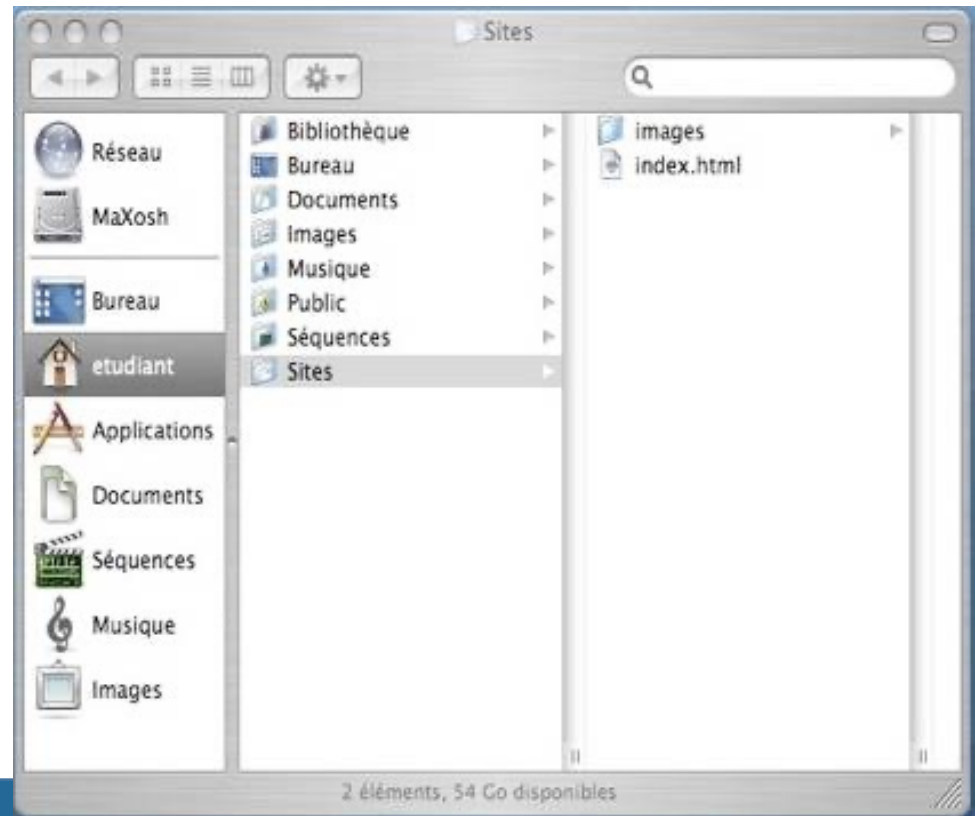 Sites
Réseau
MaXosh
Bureau
etudiant
Applications
Documents
Séquences
Musique
Images
Bibliothèque
Bureau
Documents
Images
Musique
Public
Séquences
Sites
images
index.html
2 éléments, 54 Go disponibles